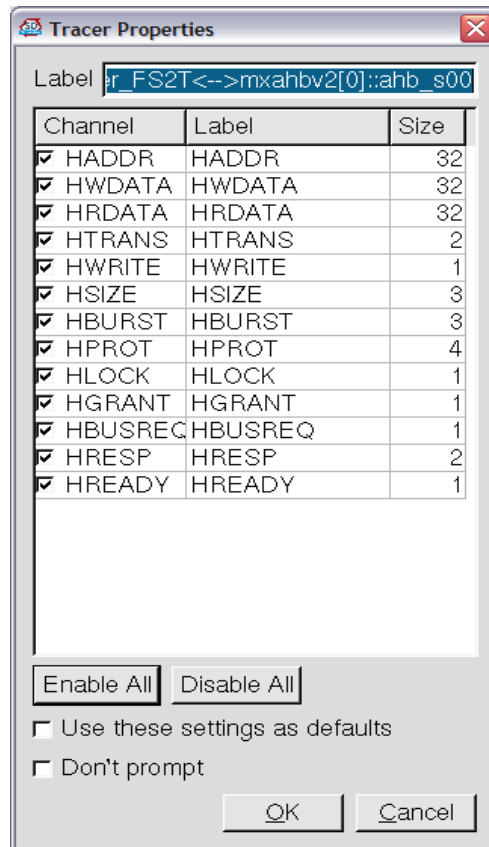 Tracer Properties
Label er_FS2T<-->mxahbv2[0]::ahb_s00
Channel Label Size
HADDR HADDR 32
HWDATA HWDATA 32
HRDATA HRDATA 32
HTRANS HTRANS 2
HWRITE HWRITE 1
HSIZE HSIZE 3
HBURST HBURST 3
HPROT HPROT 4
HLOCK HLOCK 1
HGRANT HGRANT 1
HBUSREQ HBUSREQ 1
HRESP HRESP 2
HREADY HREADY 1
Enable All Disable All
Use these settings as defaults
Don't prompt
OK Cancel